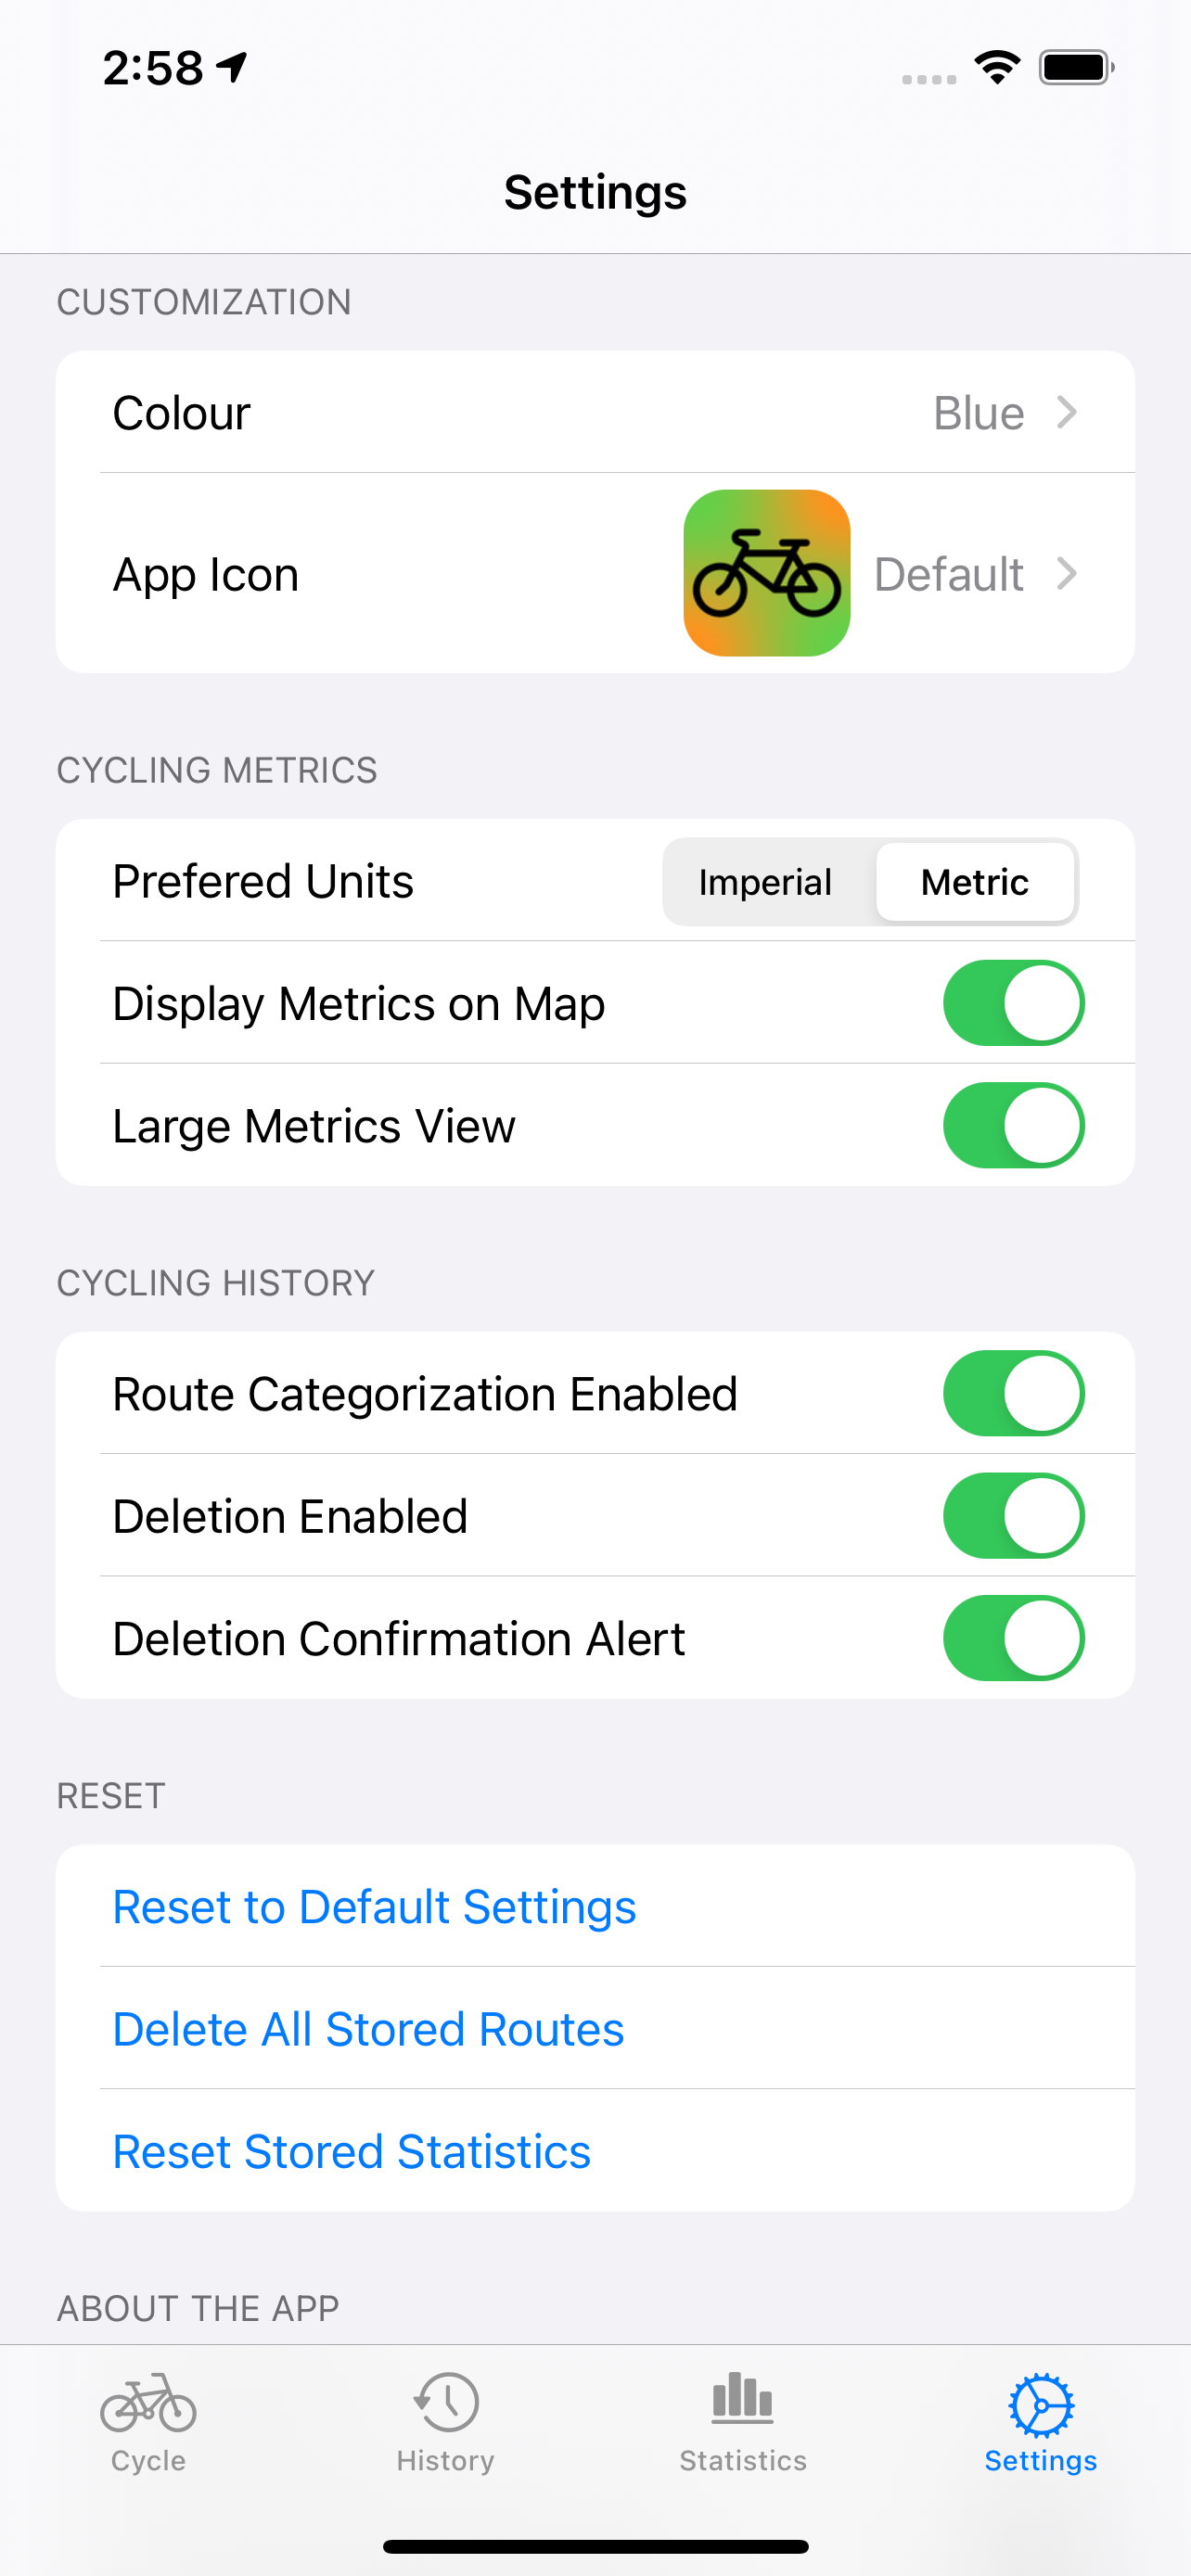 2:58
Settings
CUSTOMIZATION
Colour Blue
App Icon Default
CYCLING METRICS
Prefered Units Imperial Metric
Display Metrics on Map
Large Metrics View
CYCLING HISTORY
Route Categorization Enabled
Deletion Enabled
Deletion Confirmation Alert
RESET
Reset to Default Settings
Delete All Stored Routes
Reset Stored Statistics
ABOUT THE APP
Cycle History Statistics Settings